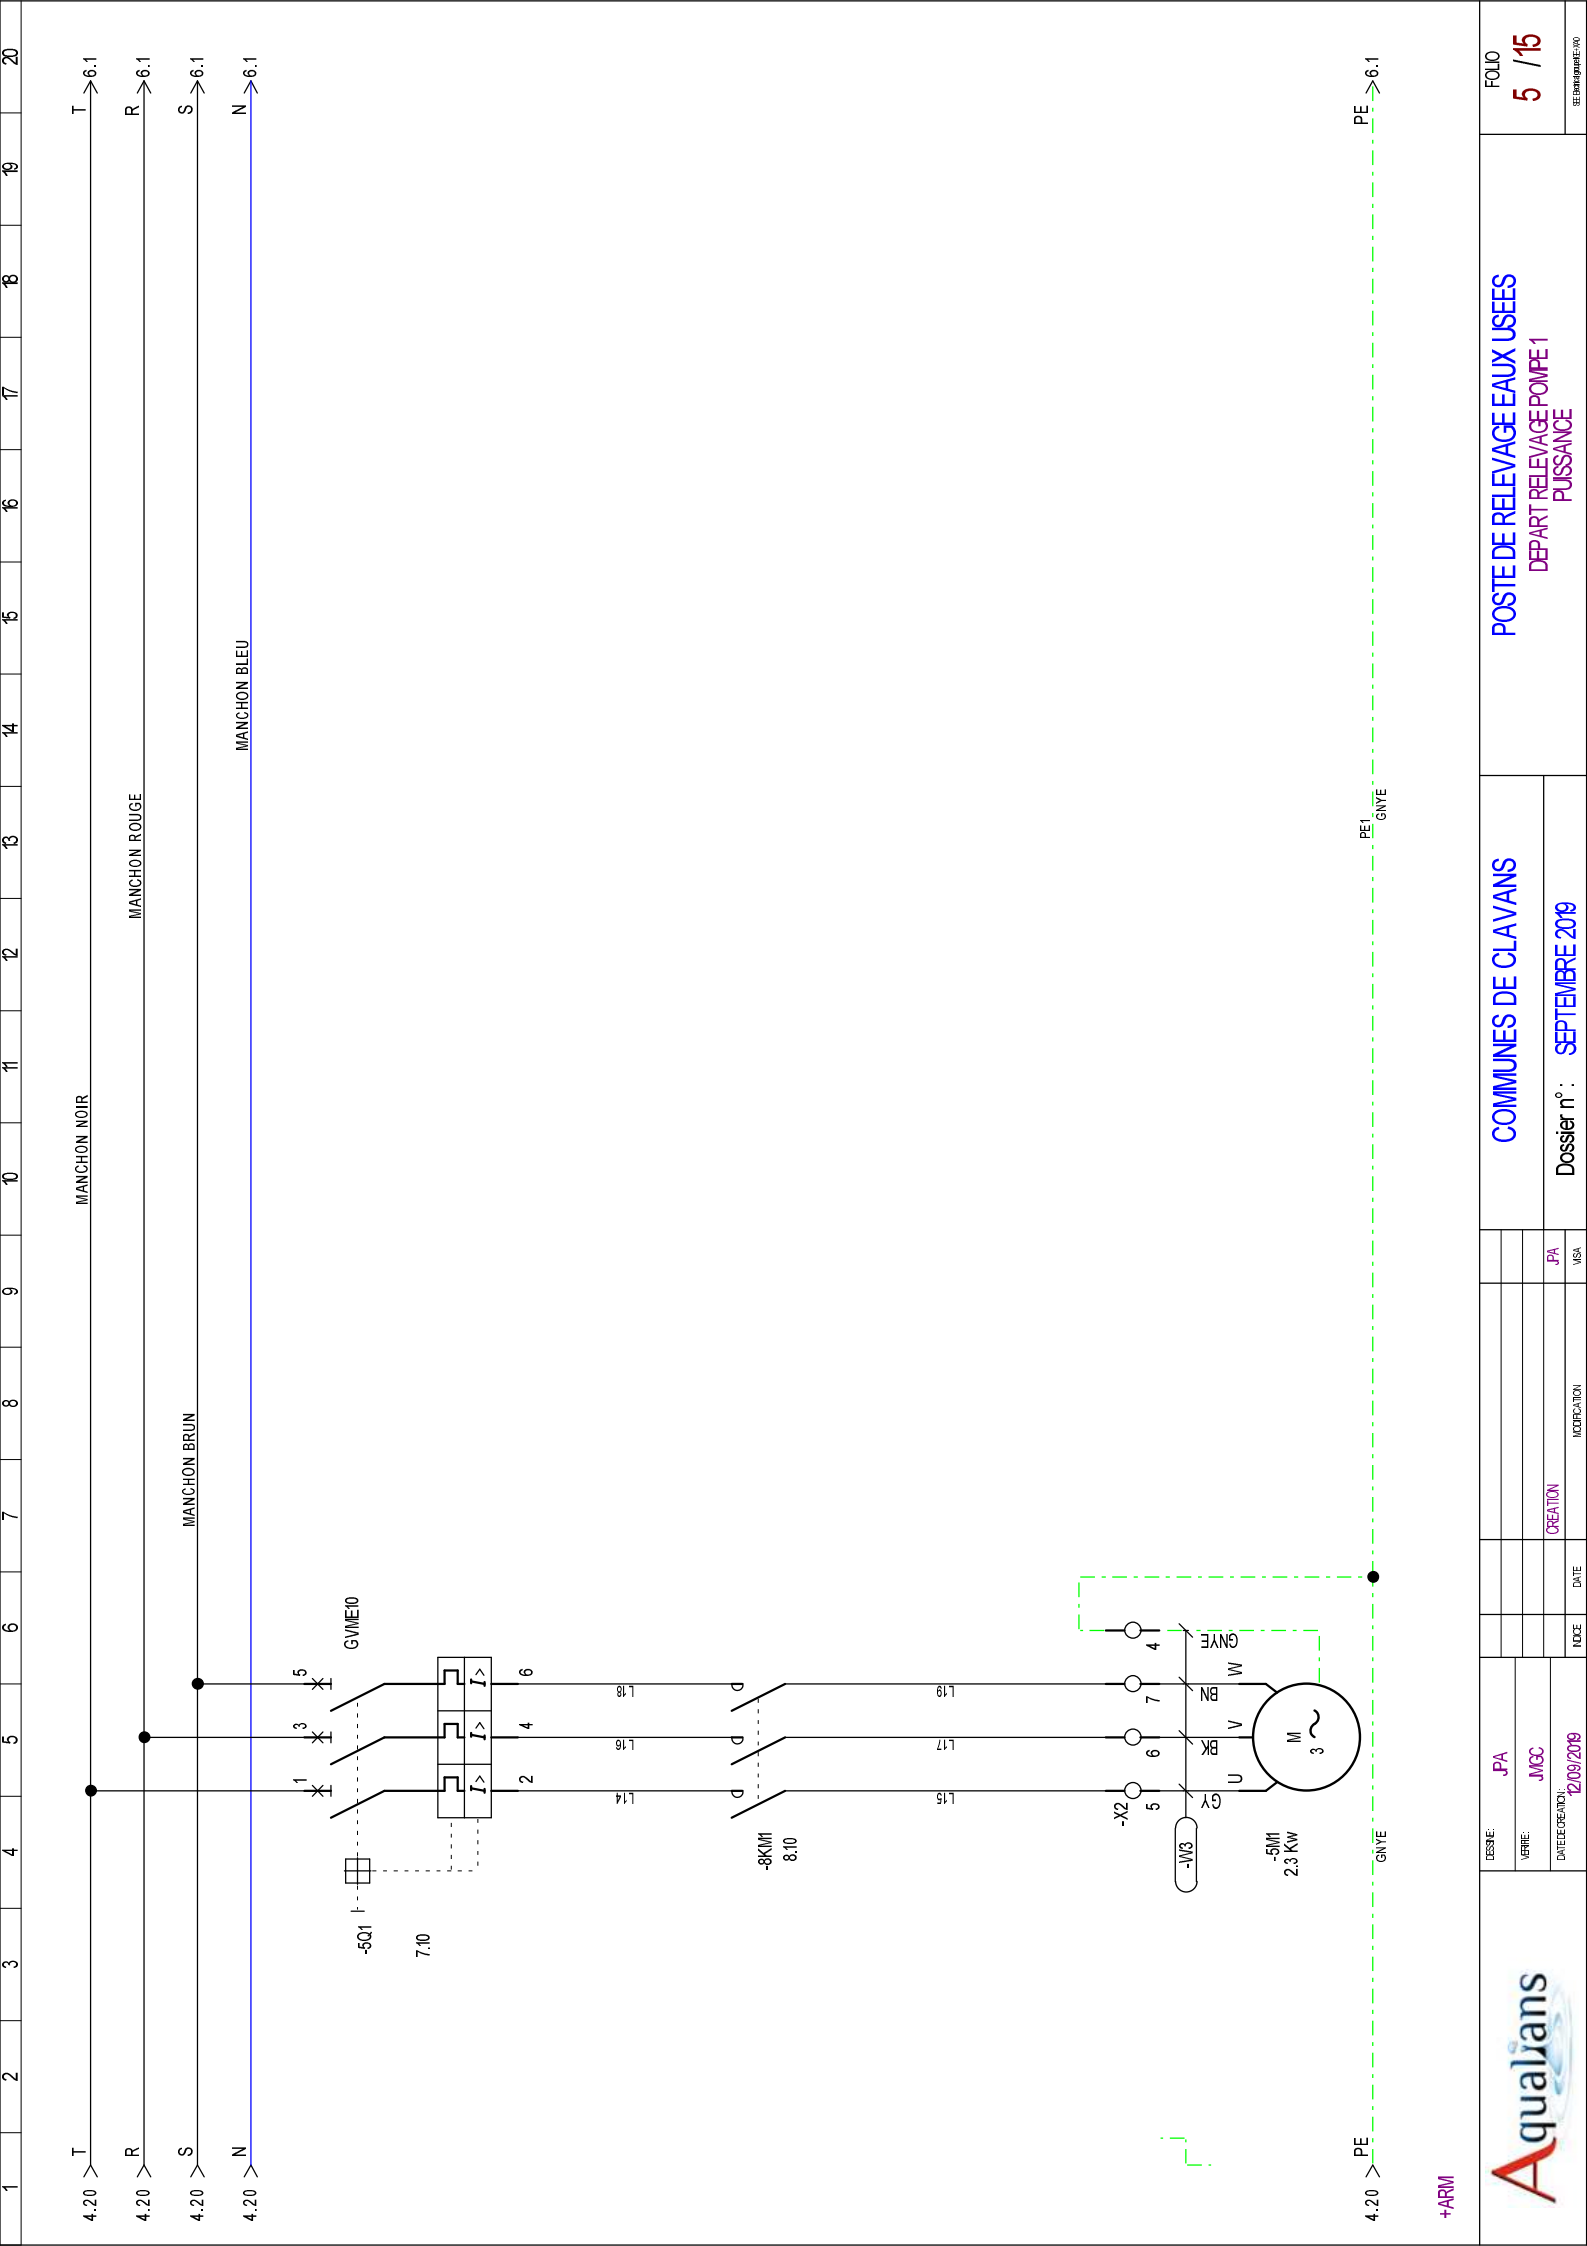 1 2 3 4 5 6 7 8 9 10 11 12 13 14 15 16 17 18 19 20
4.20 T MANCHON NOIR T 6.1
4.20 R MANCHON ROUGE R 6.1
4.20 S MANCHON BRUN S 6.1
4.20 N MANCHON BLEU N 6.1
1 3 5
GVME10
-5Q1
7.10
I> I> I>
2 4 6
L14 L16 L18
-8KM1
8.10
L15 L17 L19
-X2
5 6 7 4
-W3
GY BK BN GNYE
U V W
-5M1
2.3 Kw
M
3
4.20 PE GNYE PE1 GNYE PE 6.1
+ARM
Aqualians
DESSINE:
JPA
VERIFIE:
JMGC
DATE DE CREATION:
12/09/2019
CREATION JPA
INDICE DATE MODIFICATION VISA
COMMUNES DE CLAVANS
Dossier n° : SEPTEMBRE 2019
POSTE DE RELEVAGE EAUX USEES
DEPART RELEVAGE POMPE 1
PUISSANCE
FOLIO
5 /15